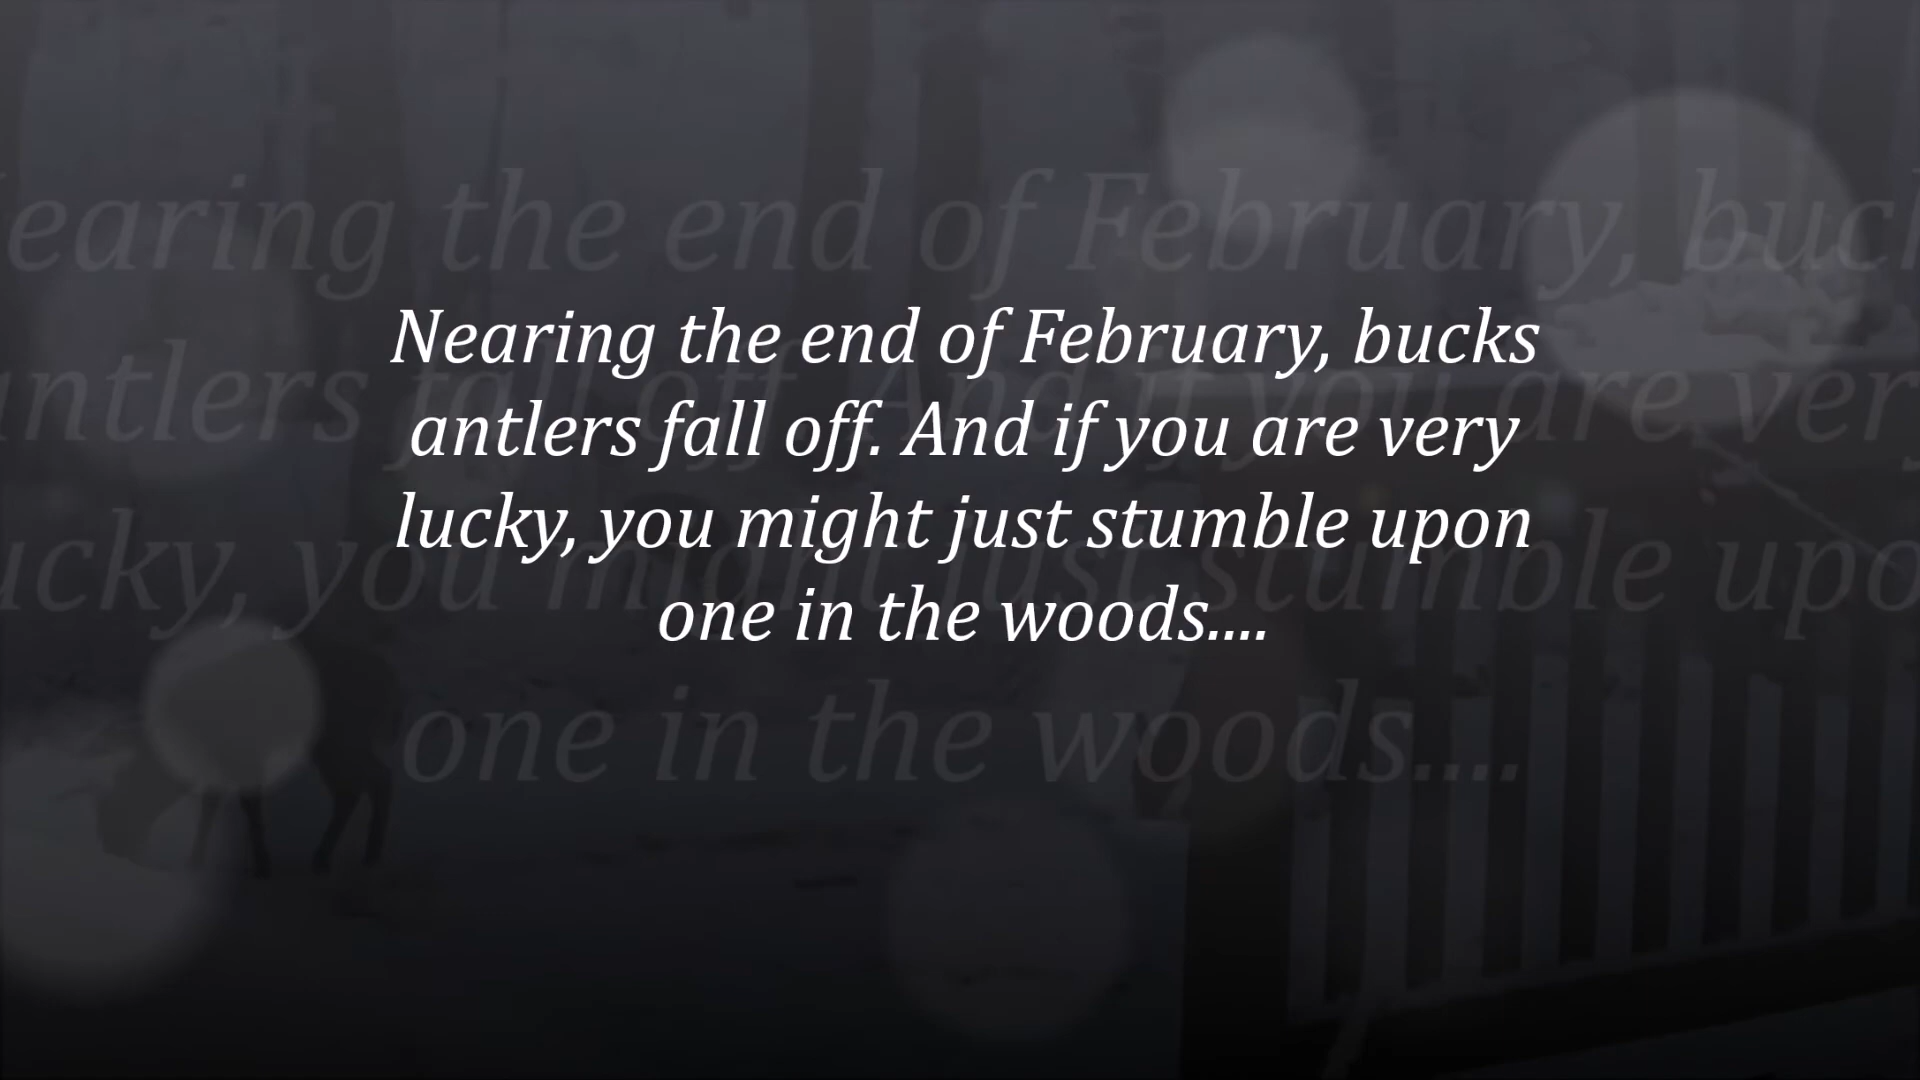 Nearing the end of February, bucks
antlers fall off. And if you are very
lucky, you might just stumble upon
one in the woods....